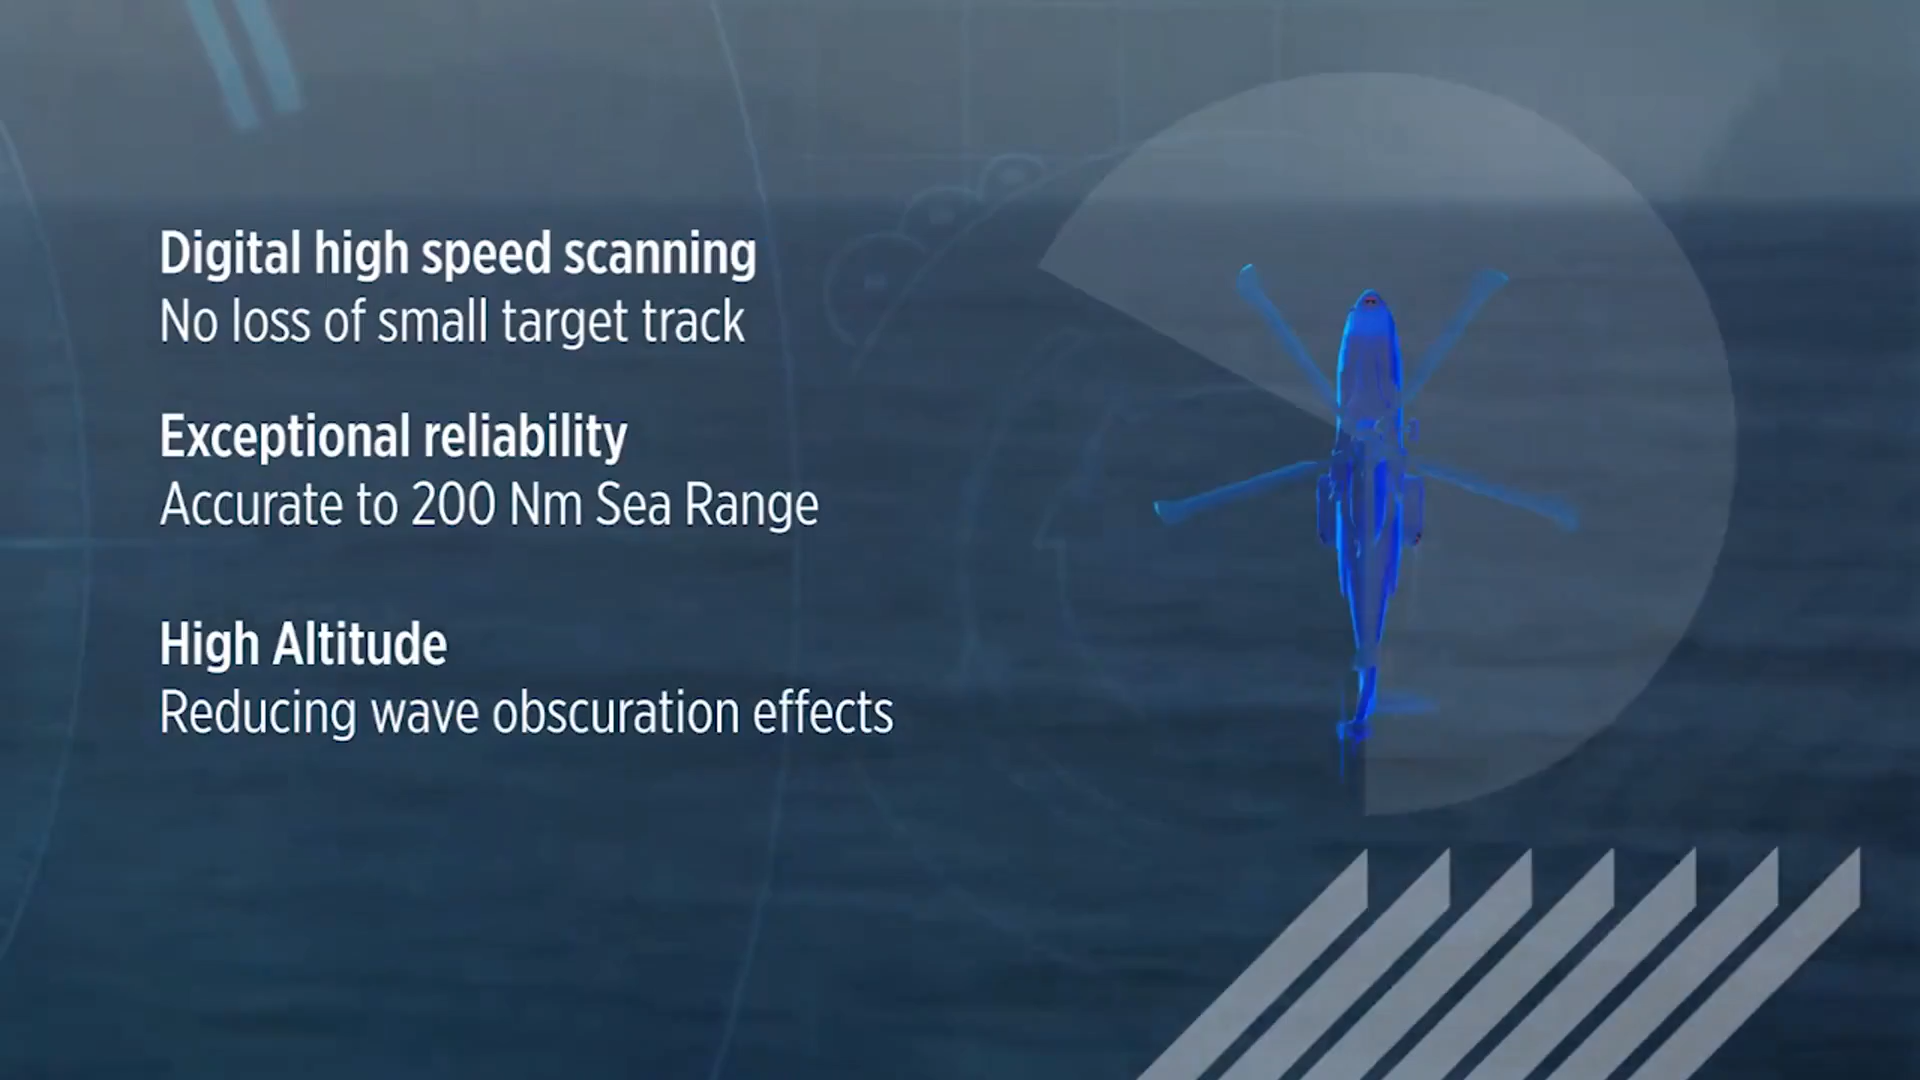 Digital high speed scanning
No loss of small target track
Exceptional reliability
Accurate to 200 Nm Sea Range
High Altitude
Reducing wave obscuration effects